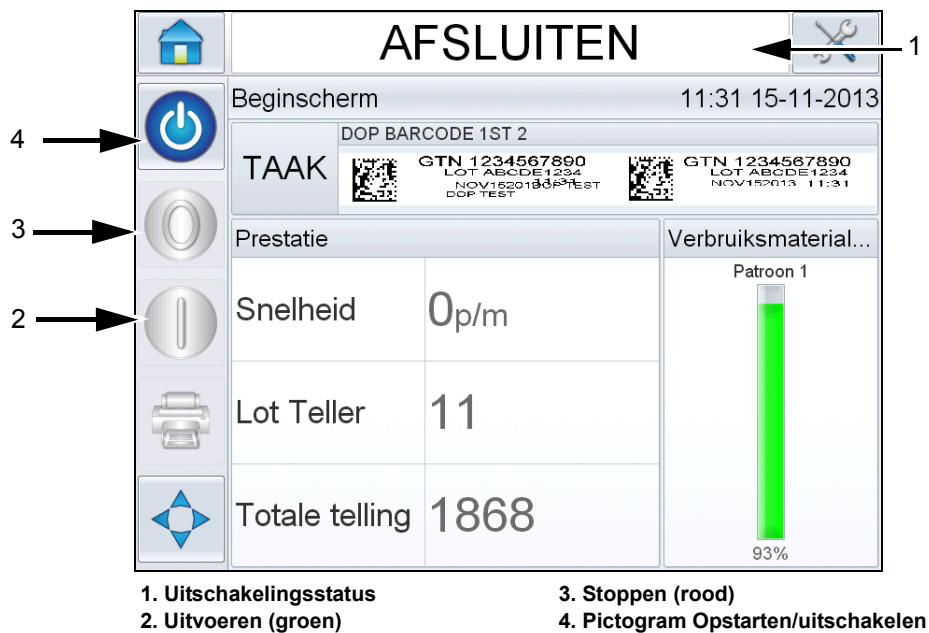 AFSLUITEN
1
Beginscherm 11:31 15-11-2013
4
TAAK
DOP BARCODE 1ST 2
GTN 1234567890
LOT ABCDE1234
DOP TEST
GTN 1234567890
LOT ABCDE1234
NOV152013 11:31
3
Prestatie
Verbruiksmaterial...
Patroon 1
Snelheid 0p/m
2
Lot Teller 11
Totale telling 1868
93%
1. Uitschakelingsstatus
2. Uitvoeren (groen)
3. Stoppen (rood)
4. Pictogram Opstarten/uitschakelen